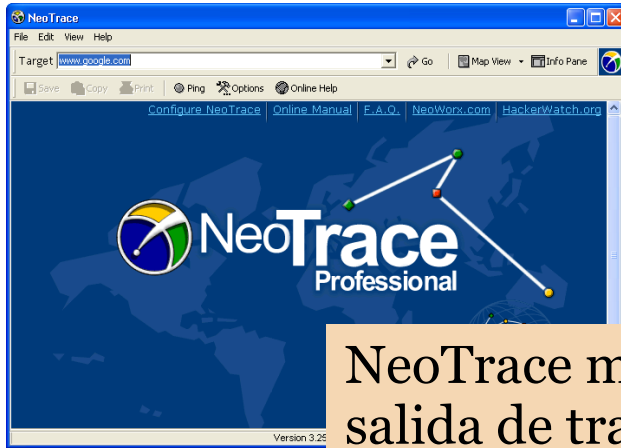 NeoTrace
File Edit View Help
Target www.google.com Go Map View Info Pane
Save Copy Print Ping Options Online Help
Configure NeoTrace Online Manual F.A.Q. NeoWorx.com HackerWatch.org
NeoTrace
Professional
Version 3.25
NeoTrace m
salida de tra